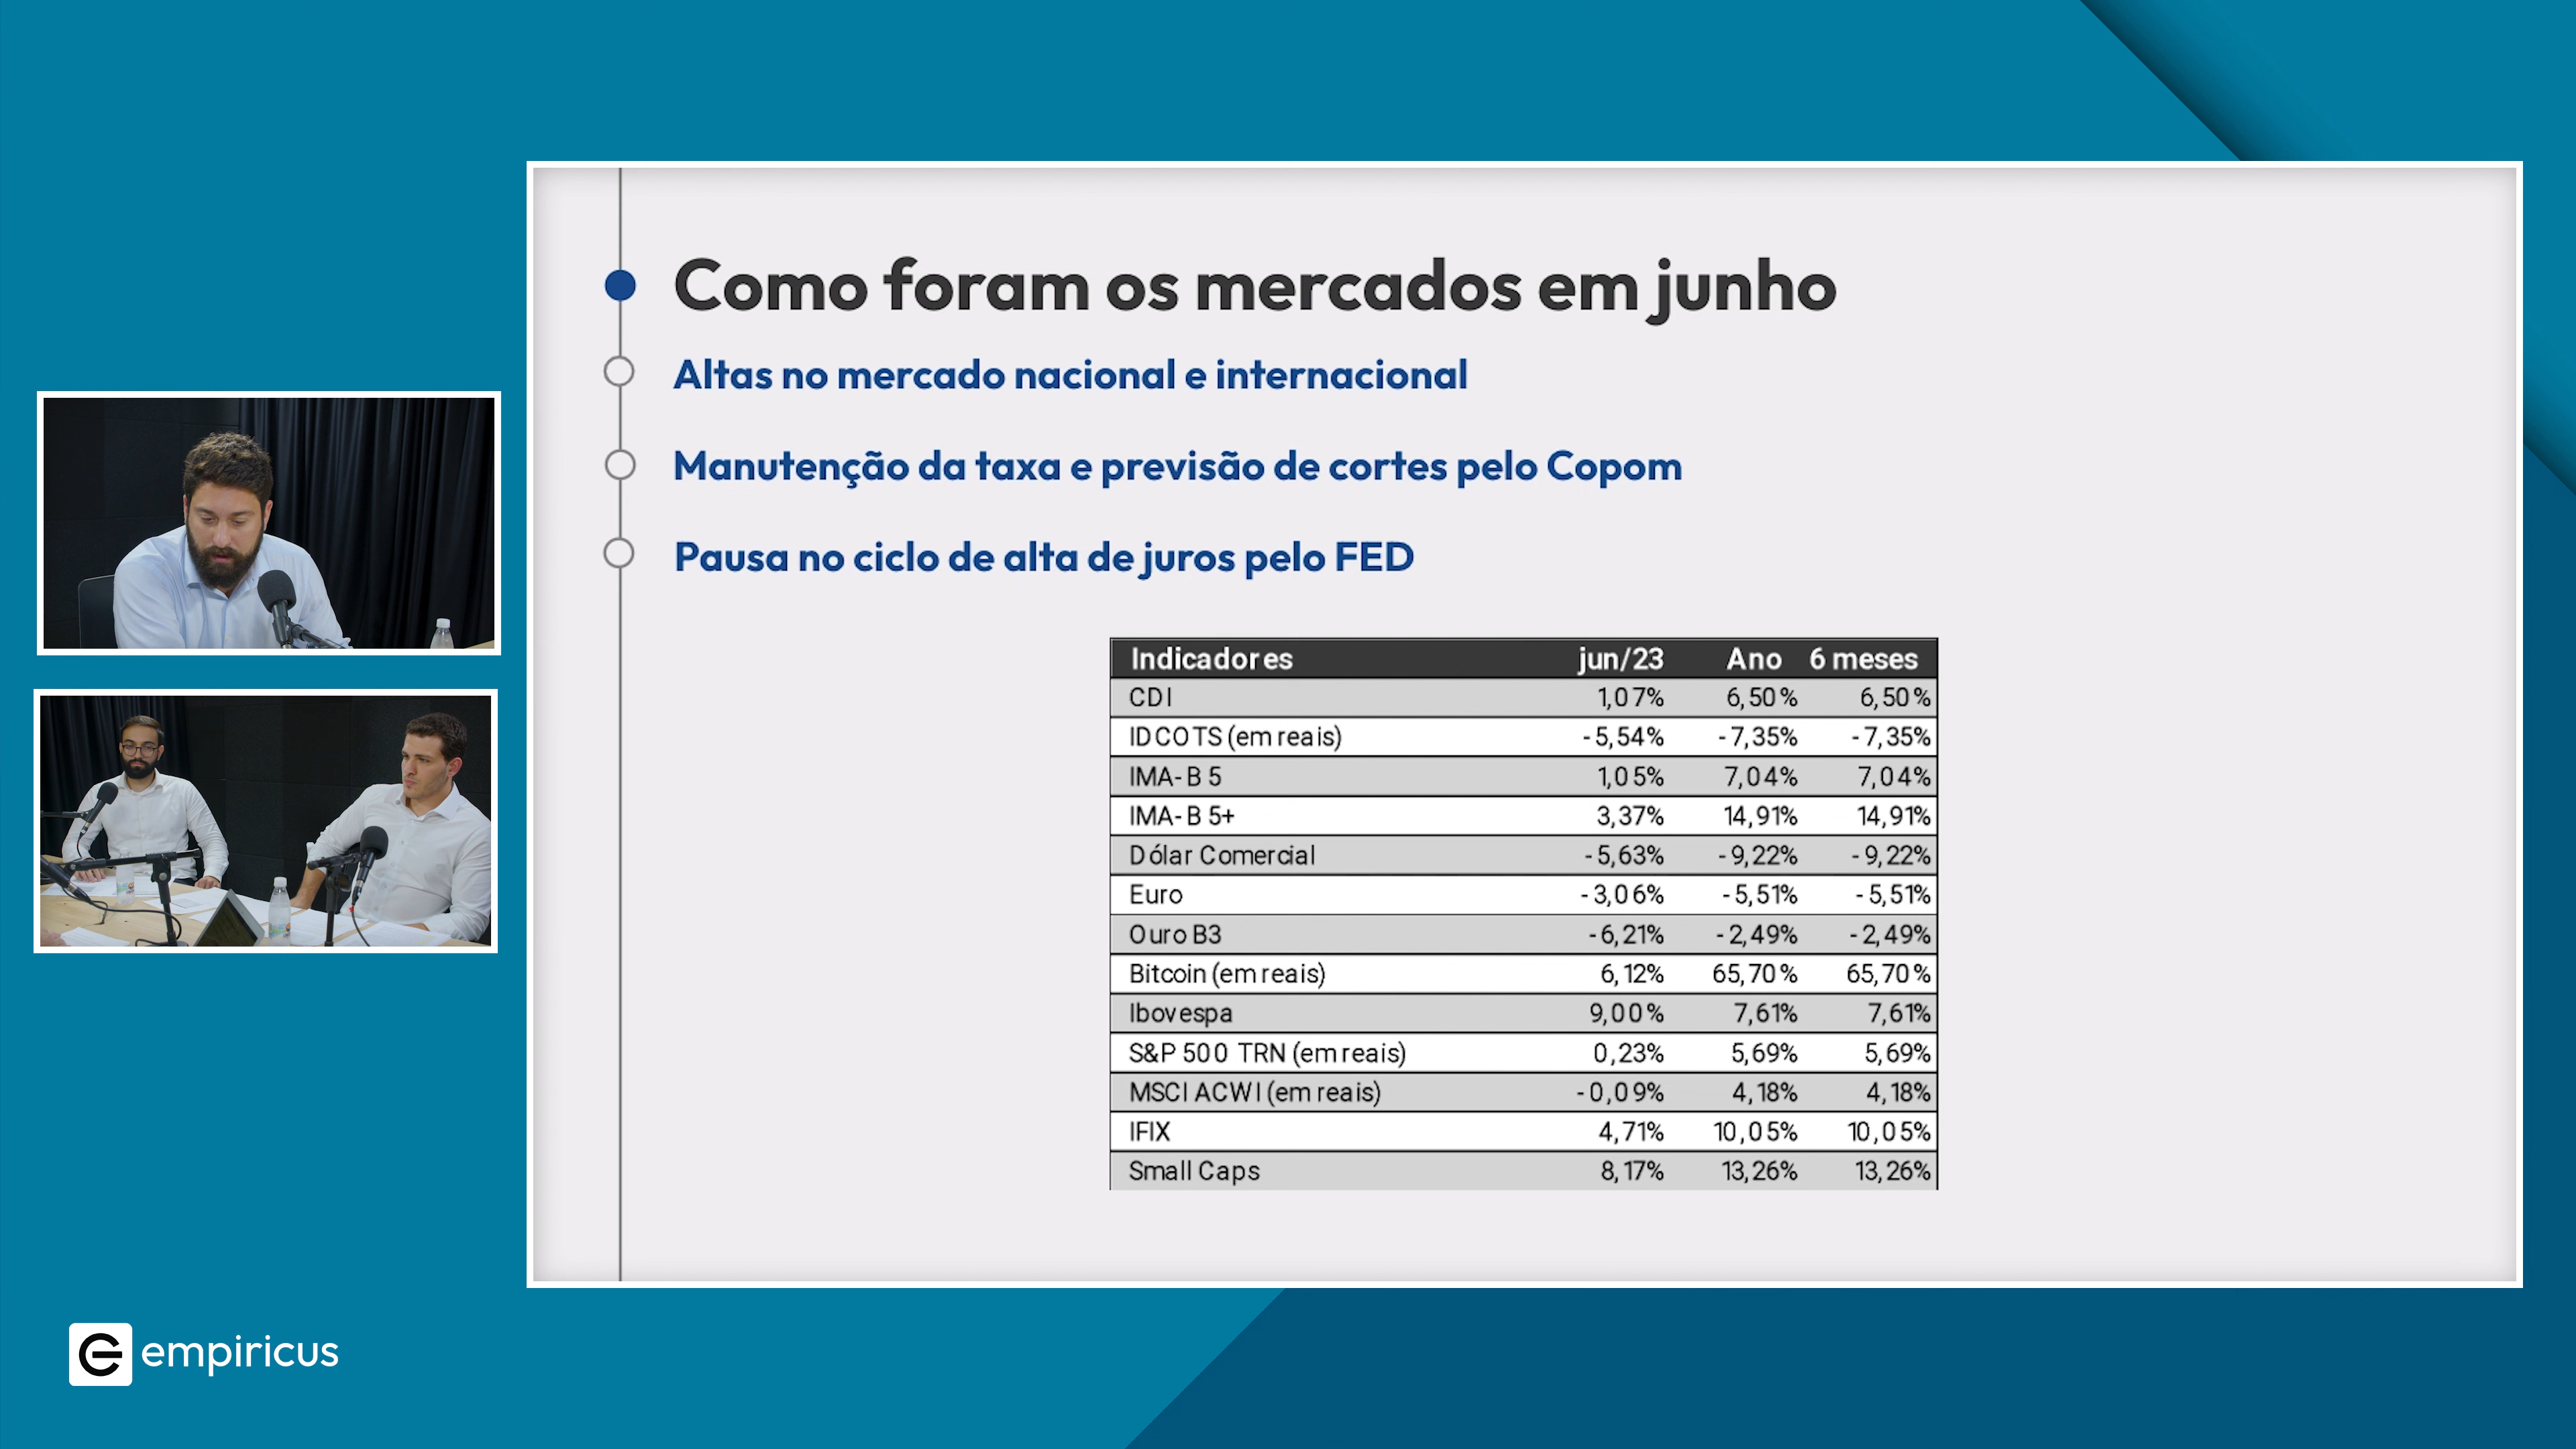 Como foram os mercados em junho
Altas no mercado nacional e internacional
Manutenção da taxa e previsão de cortes pelo Copom
Pausa no ciclo de alta de juros pelo FED
Indicadores jun/23 Ano 6 meses
CDI 1,07% 6,50% 6,50%
IDCOTS (em reais) -5,54% -7,35% -7,35%
IMA-B 5 1,05% 7,04% 7,04%
IMA-B 5+ 3,37% 14,91% 14,91%
Dólar Comercial -5,63% -9,22% -9,22%
Euro -3,06% -5,51% -5,51%
Ouro B3 -6,21% -2,49% -2,49%
Bitcoin (em reais) 6,12% 65,70% 65,70%
Ibovespa 9,00% 7,61% 7,61%
S&P 500 TRN (em reais) 0,23% 5,69% 5,69%
MSCI ACWI (em reais) -0,09% 4,18% 4,18%
IFIX 4,71% 10,05% 10,05%
Small Caps 8,17% 13,26% 13,26%
empiricus